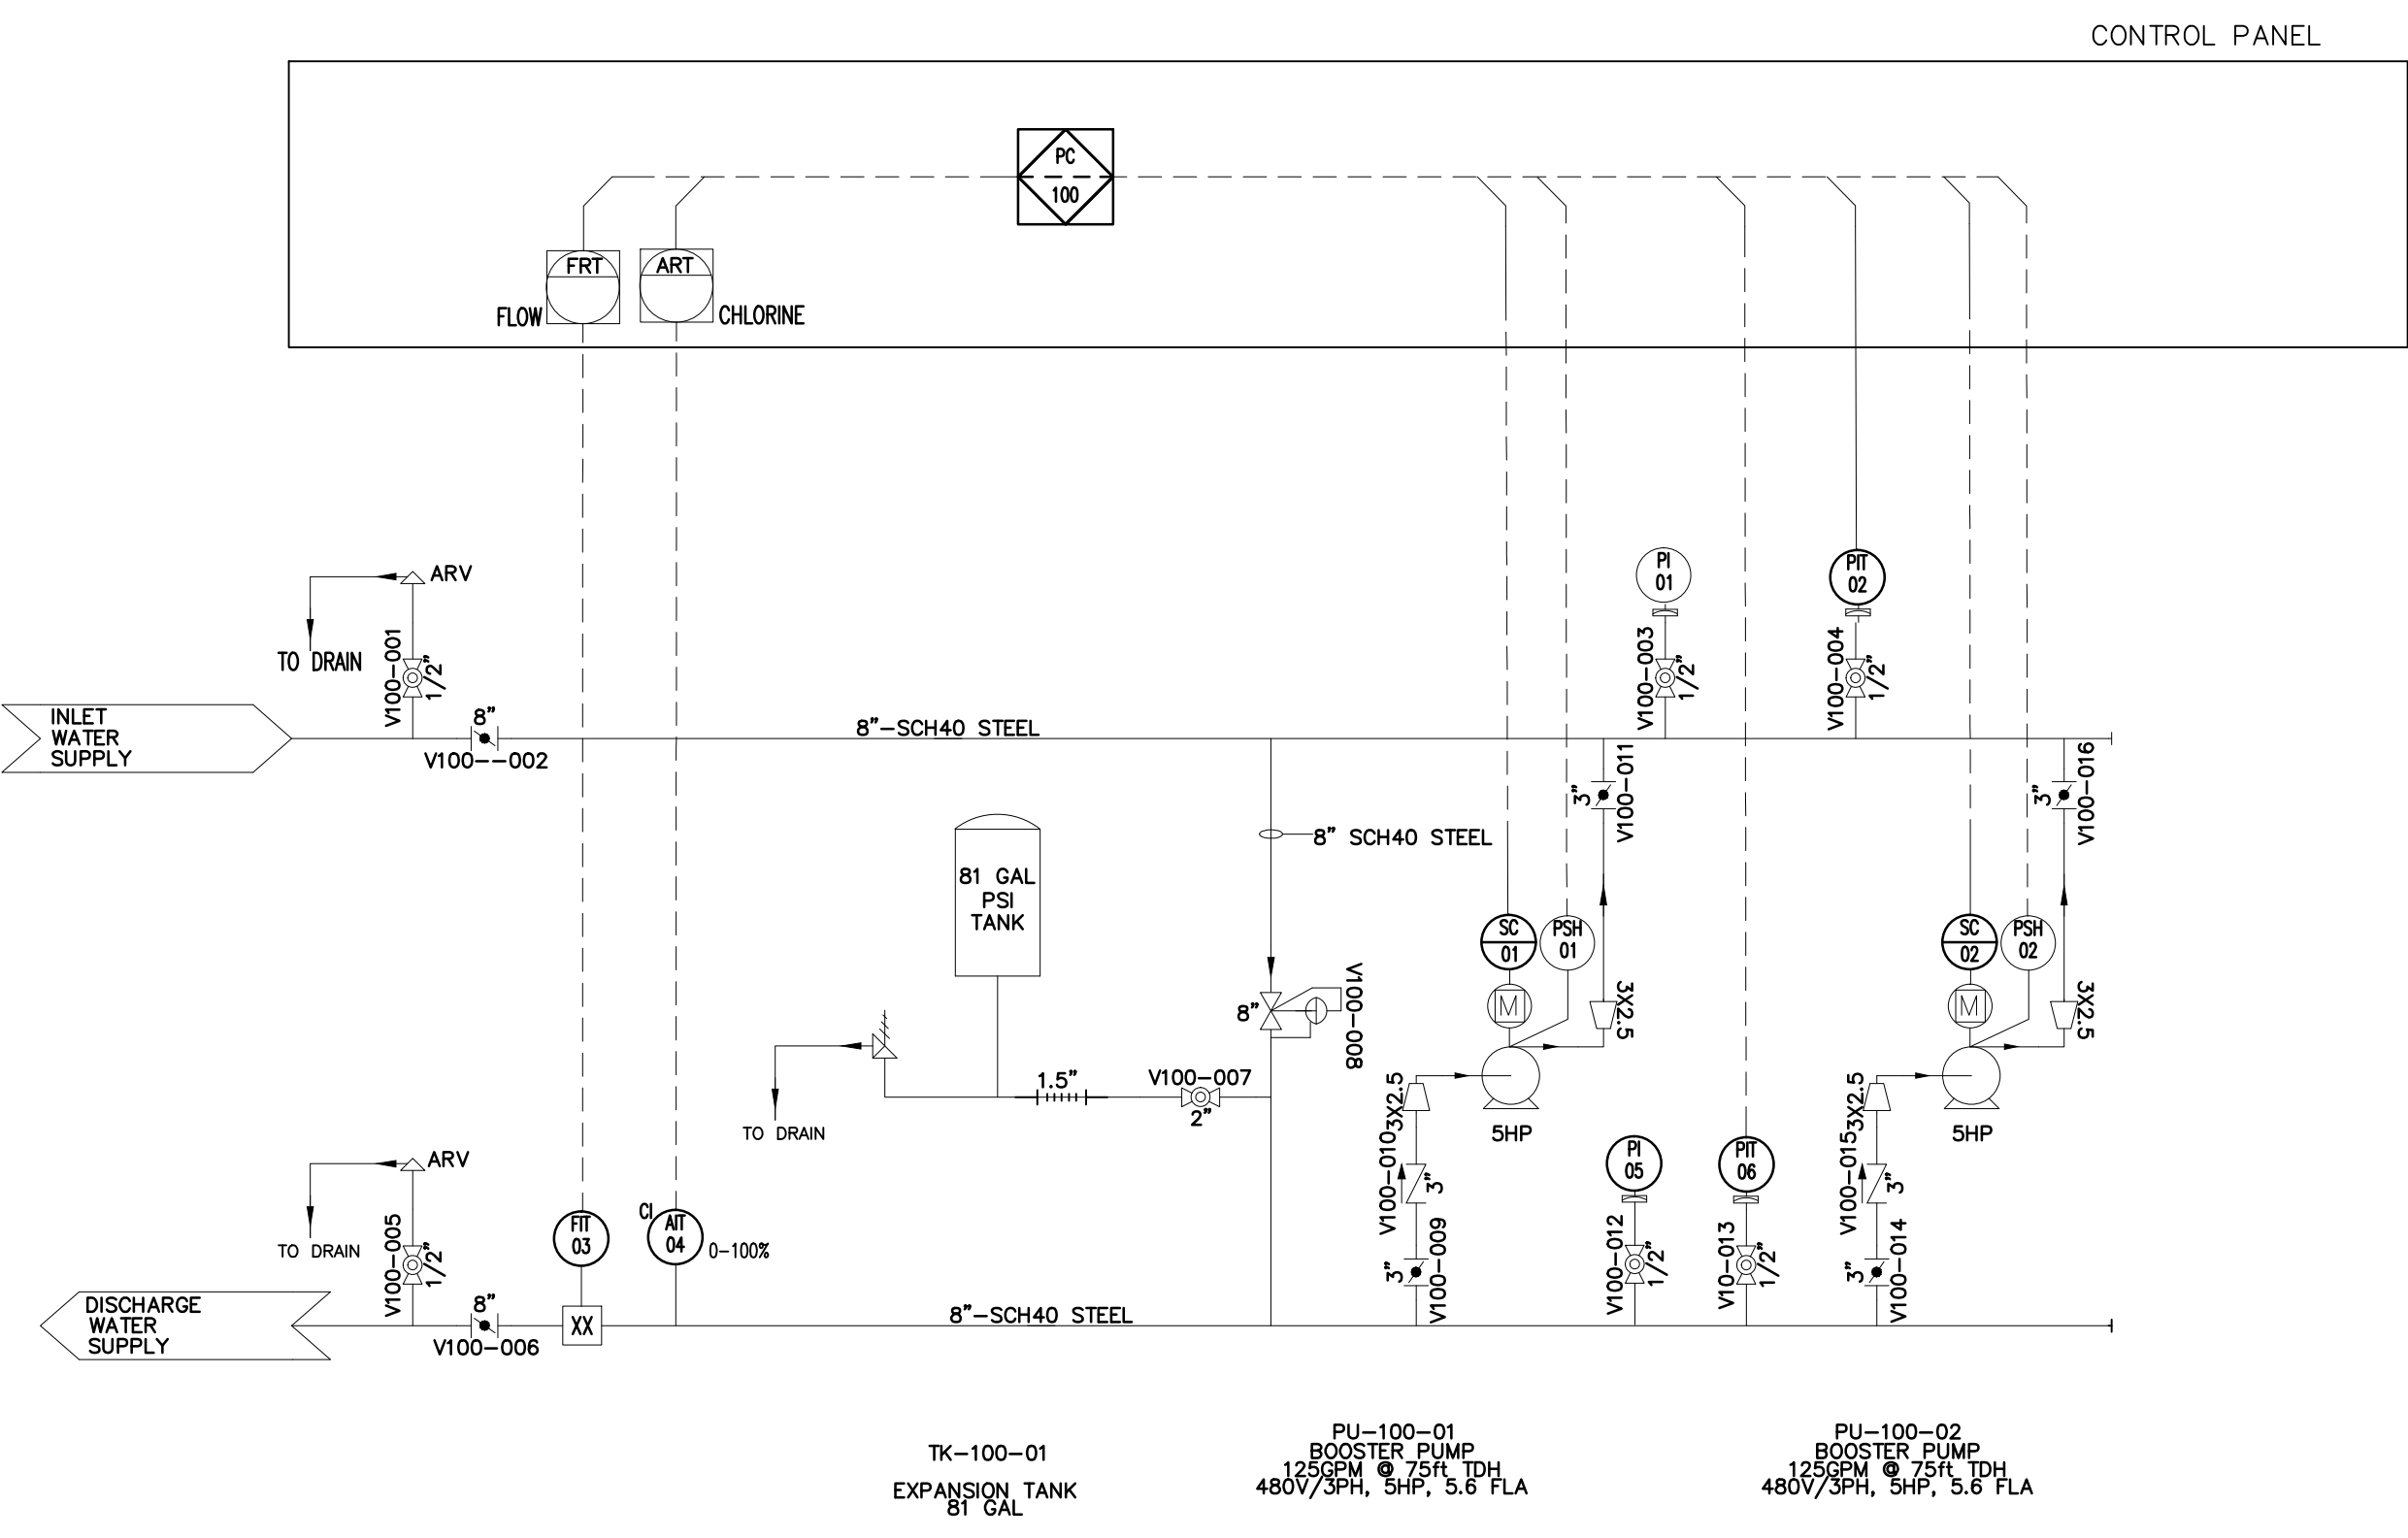 CONTROL PANEL
PC
100
FRT
FLOW
ART
CHLORINE
ARV
TO DRAIN
V100-001
1/2"
INLET
WATER
SUPPLY
8"
V100--002
8"-SCH40 STEEL
PI
01
V100-003
1/2"
PIT
02
V100-004
1/2"
3"
V100-011
3"
V100-016
8" SCH40 STEEL
81 GAL
PSI
TANK
SC
01
PSH
01
SC
02
PSH
02
M
M
3X2.5
3X2.5
8"
V100-008
1.5"
V100-007
2"
TO DRAIN
3X2.5
5HP
3X2.5
5HP
V100-010
3"
V100-015
3"
PI
05
PIT
06
ARV
TO DRAIN
V100-005
1/2"
FIT
03
CI
AIT
04
0-100%
3"
V100-009
V100-012
1/2"
V10-013
1/2"
3"
V100-014
DISCHARGE
WATER
SUPPLY
8"
V100-006
XX
8"-SCH40 STEEL
TK-100-01
EXPANSION TANK
81 GAL
PU-100-01
BOOSTER PUMP
125GPM @ 75ft TDH
480V/3PH, 5HP, 5.6 FLA
PU-100-02
BOOSTER PUMP
125GPM @ 75ft TDH
480V/3PH, 5HP, 5.6 FLA